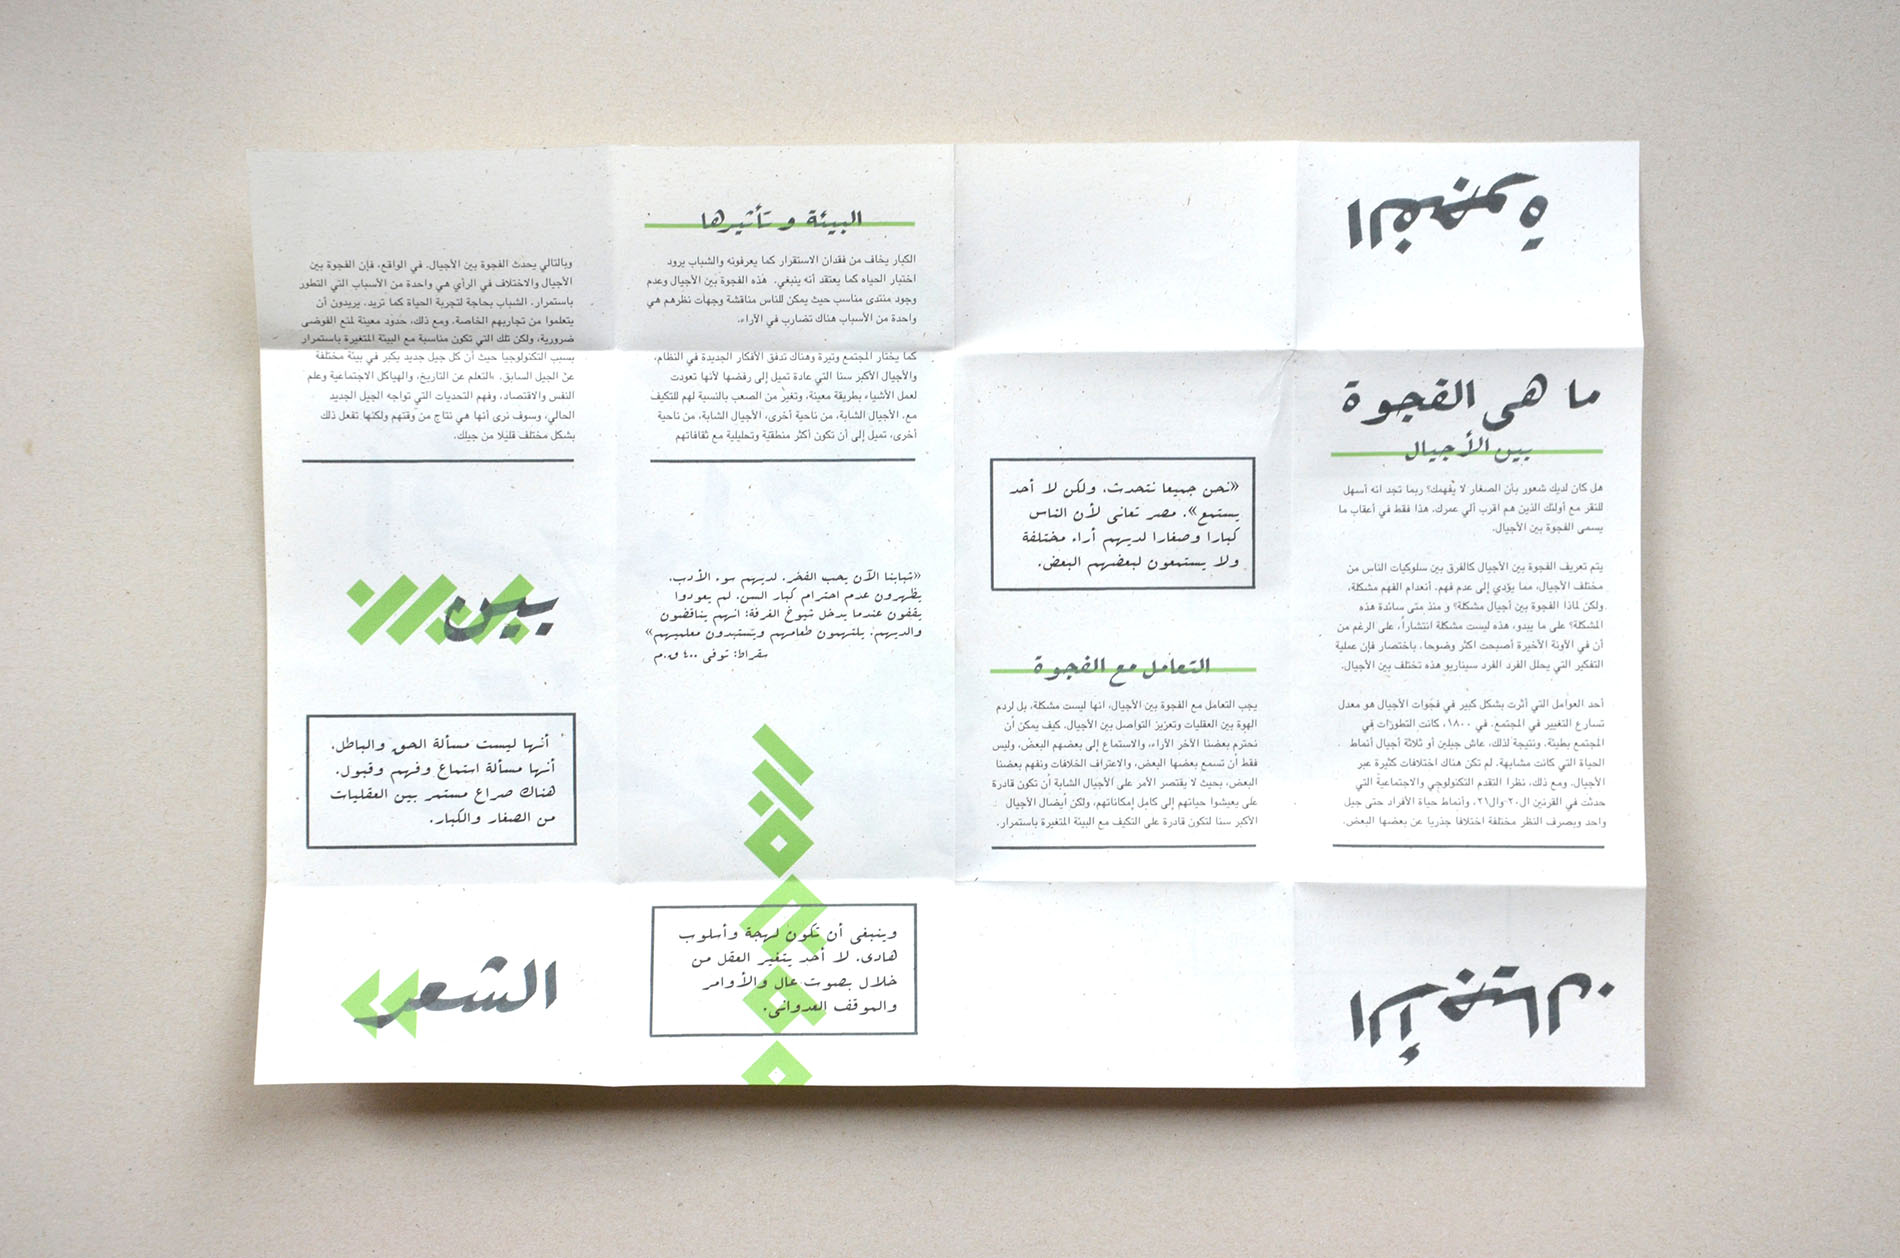 الفجوة
ما هي الفجوة
بين الأجيال
هل كان لديك شعور بأن الصغار لا يفهمك؟ ربما تجد انه أسهل
للنقر مع أولئك الذين هم اقرب ألي عمرك. هذا فقط في أعقاب ما
يسمى الفجوة بين الأجيال.
يتم تعريف الفجوة بين الأجيال كالفرق بين سلوكيات الناس من
مختلف الأجيال، مما يؤدي إلى عدم فهم. أنعدام الفهم مشكلة،
ولكن لماذا الفجوة بين أجيال مشكلة؟ و منذ متى سائدة هذه
المشكلة؟ على ما يبدو، هذه ليست مشكلة انتشاراً، على الرغم من
أن في الآونة الأخيرة أصبحت اكثر وضوحا. باختصار فإن عملية
التفكير التي يحلل الفرد الفرد سيناريو هذه تختلف بين الأجيال.
أحد العوامل التي أثرت بشكل كبير في فجوات الأجيال هو معدل
تسارع التغيير في المجتمع. في ١٨٠٠، كانت التطورات في
المجتمع بطيئة. ونتيجة لذلك، عاش جيلين أو ثلاثة أجيال أنماط
الحياة التي كانت مشابهة. لم تكن هناك اختلافات كثيرة عبر
الأجيال. ومع ذلك، نظرا التقدم التكنولوجي والاجتماعية التي
حدثت في القرنين ال٢٠ وال٢١، وأنماط حياة الأفراد حتى جيل
واحد وبصرف النظر مختلفة اختلافا جذريا عن بعضها البعض.
الأجيال
«نحن جميعا نتحدث، ولكن لا أحد
يستمع». مصر تعاني لأن الناس
كبارا وصغارا لديهم أراء مختلفة
ولا يستمعون لبعضهم البعض.
التعامل مع الفجوة
يجب التعامل مع الفجوة بين الأجيال، انها ليست مشكلة، بل لردم
الهوة بين العقليات وتعزيز التواصل بين الأجيال. كيف يمكن أن
نحترم بعضنا الآخر الآراء، والاستماع إلى بعضهم البعض، وليس
فقط ان تسمع بعضها البعض، والاعتراف الخلافات ونفهم بعضنا
البعض، بحيث لا يقتصر الأمر على الأجيال الشابة أن تكون قادرة
على يعيشوا حياتهم إلى كامل إمكاناتهم، ولكن أيضال الأجيال
الأكبر سنا لتكون قادرة على التكيف مع البيئة المتغيرة باستمرار.
البيئة و تأثيرها
الكبار يخاف من فقدان الاستقرار كما يعرفونه والشباب يرود
اختبار الحياه كما يعتقد أنه ينبغي. هذه الفجوة بين الأجيال وعدم
وجود منتدى مناسب حيث يمكن للناس مناقشة وجهات نظرهم هي
واحدة من الأسباب هناك تضارب في الآراء.
كما يختار المجتمع وتيرة وهناك تدفق الأفكار الجديدة في النظام،
والأجيال الأكبر سنا التي عادة تميل إلى رفضها لأنها تعودت
لعمل الأشياء بطريقة معينة، وتغير من الصعب بالنسبة لهم للتكيف
مع. الأجيال الشابة، من ناحية أخرى، الأجيال الشابة، من ناحية
أخرى، تميل إلى أن تكون أكثر منطقية وتحليلية مع ثقافاتهم
«شبابنا الآن يحب الفخر. لديهم سوء الأدب،
يظهرون عدم احترام كبار السن. لم يعودوا
يقفون عندما يدخل شيوخ الغرفة: انهم يناقضون
والديهم. يلتهمون طعامهم ويستبدون معلميهم»
سقراط: توفي ٤٠٠ ق.م
وينبغي أن تكون لهجة وأسلوب
هادي. لا أحد يتغير العقل من
خلال بصوت عال والأوامر
والموقف العدواني.
وبالتالي يحدث الفجوة بين الأجيال. في الواقع، فإن الفجوة بين
الأجيال والاختلاف في الرأي هي واحدة من الأسباب التي التطور
باستمرار. الشباب بحاجة لتجربة الحياة كما تريد. يريدون أن
يتعلموا من تجاربهم الخاصة. ومع ذلك، حدود معينة لمنع الفوضى
ضرورية، ولكن تلك التي تكون مناسبة مع البيئة المتغيرة باستمرار
بسبب التكنولوجيا حيث أن كل جيل جديد يكبر في بيئة مختلفة
عن الجيل السابق. بالتعلم عن التاريخ، والهياكل الاجتماعية وعلم
النفس والاقتصاد، وفهم التحديات التي تواجه الجيل الجديد
الحالي، وسوف نرى أنها هي نتاج من وقتهم ولكنها تفعل ذلك
بشكل مختلف قليلا من جيلك.
بين
أنها ليست مسألة الحق والباطل.
أنها مسألة استماع وفهم وقبول.
هناك صراع مستمر بين العقليات
من الصغار والكبار.
الشعر